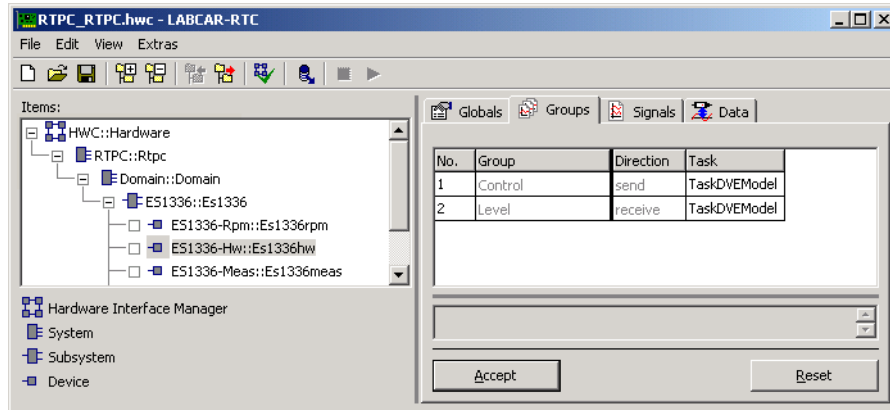 RTPC_RTPC.hwc - LABCAR-RTC
File Edit View Extras
Items:
HWC::Hardware
RTPC::Rtpc
Domain::Domain
ES1336::Es1336
ES1336-Rpm::Es1336rpm
ES1336-Hw::Es1336hw
ES1336-Meas::Es1336meas
Hardware Interface Manager
System
Subsystem
Device
Globals Groups Signals Data
No. Group Direction Task
1 Control send TaskDVEModel
2 Level receive TaskDVEModel
Accept Reset